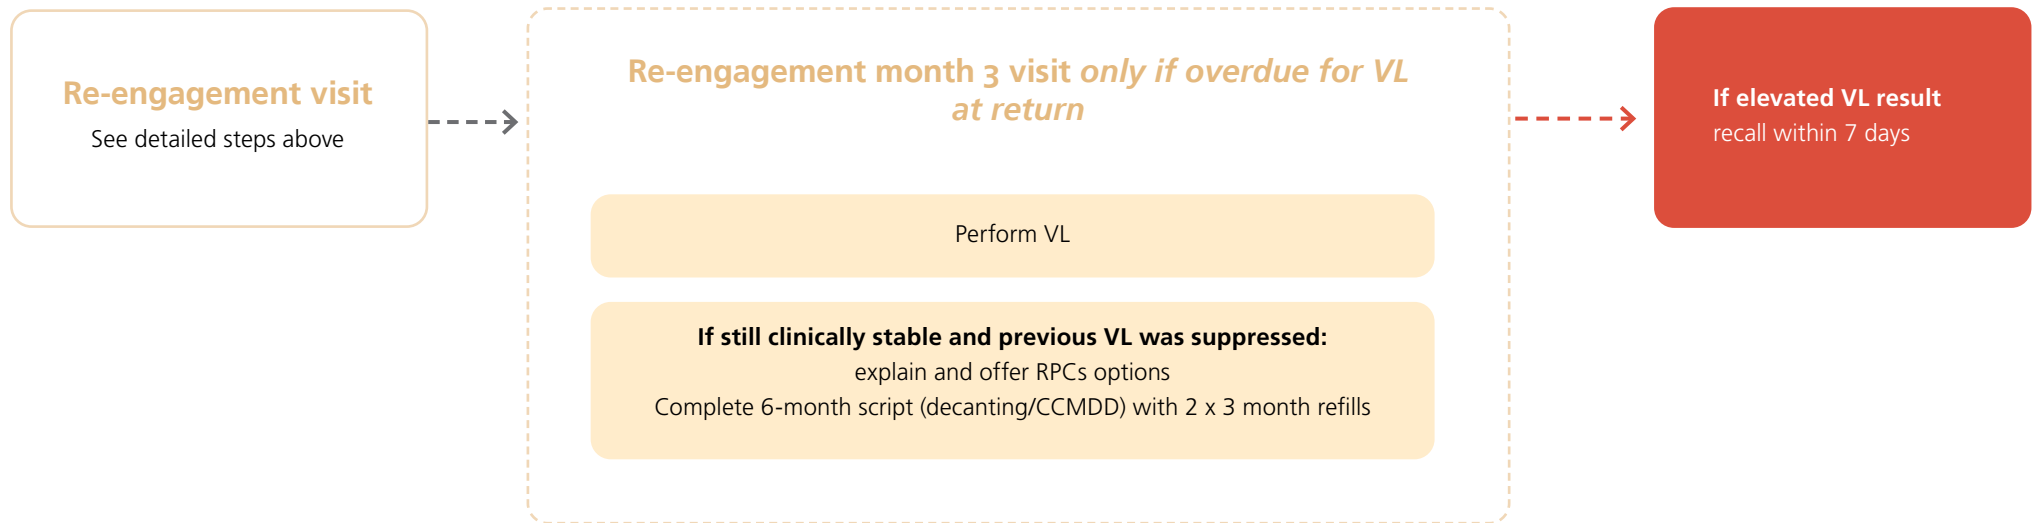 Re-engagement visit
See detailed steps above
Re-engagement month 3 visit only if overdue for VL
at return
Perform VL
If still clinically stable and previous VL was suppressed:
explain and offer RPCs options
Complete 6-month script (decanting/CCMDD) with 2 x 3 month refills
If elevated VL result
recall within 7 days